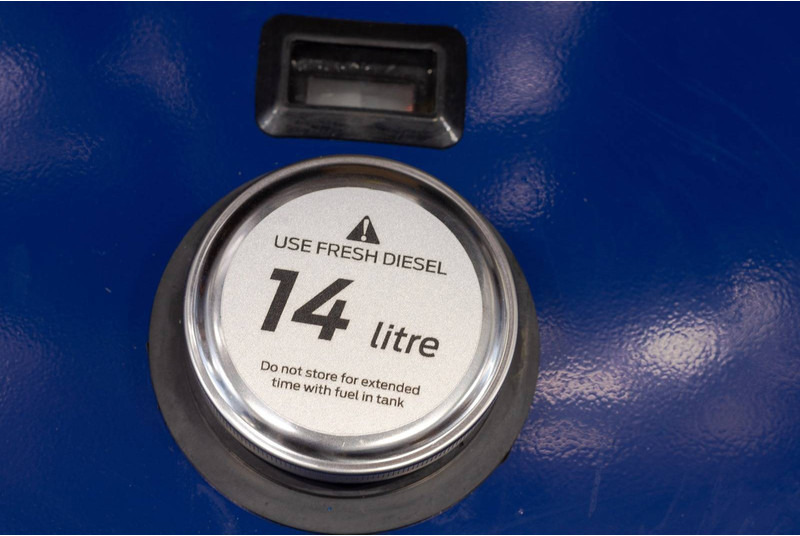 USE FRESH DIESEL
14 litre
Do not store for extended
time with fuel in tank